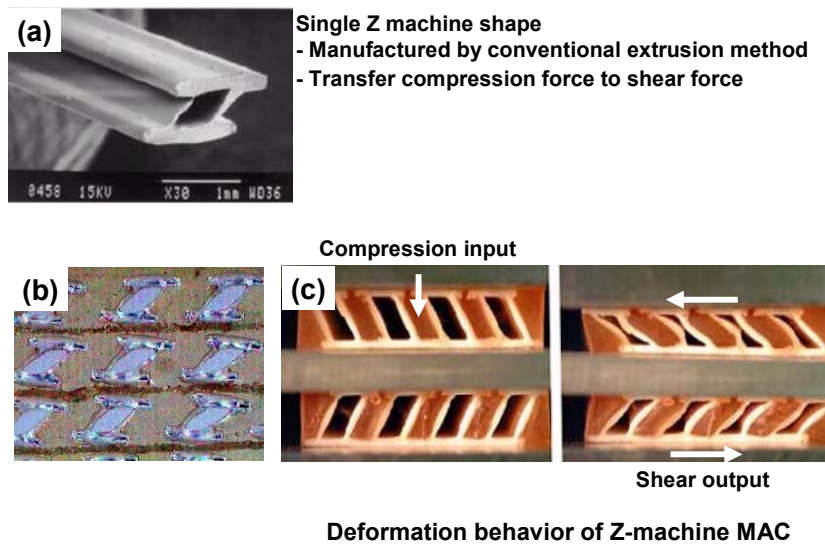 (a)
Single Z machine shape
- Manufactured by conventional extrusion method
- Transfer compression force to shear force
0458 15KV X30 1mm WD36
Compression input
(b)
(c)
Shear output
Deformation behavior of Z-machine MAC